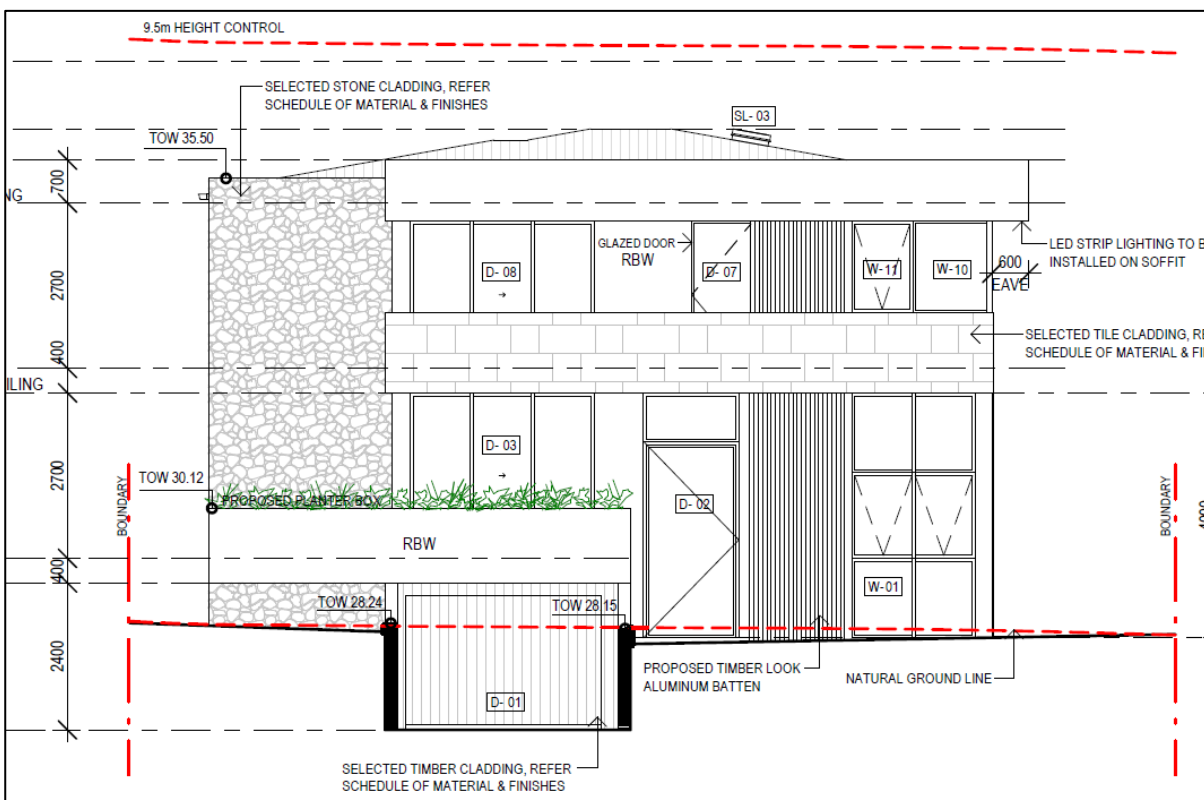 9.5m HEIGHT CONTROL
SELECTED STONE CLADDING, REFER
SCHEDULE OF MATERIAL & FINISHES
SL- 03
TOW 35.50
700
NG
GLAZED DOOR
RBW
D- 08
D- 07
W-11
W-10
LED STRIP LIGHTING TO B
INSTALLED ON SOFFIT
600
EAVE
2700
SELECTED TILE CLADDING, RE
SCHEDULE OF MATERIAL & FI
400
ILING
D- 03
2700
TOW 30.12
PROPOSED PLANTER BOX
D- 02
BOUNDARY
BOUNDARY
RBW
400
W-01
TOW 28.24
TOW 28.15
2400
PROPOSED TIMBER LOOK
ALUMINUM BATTEN
NATURAL GROUND LINE
D- 01
SELECTED TIMBER CLADDING, REFER
SCHEDULE OF MATERIAL & FINISHES